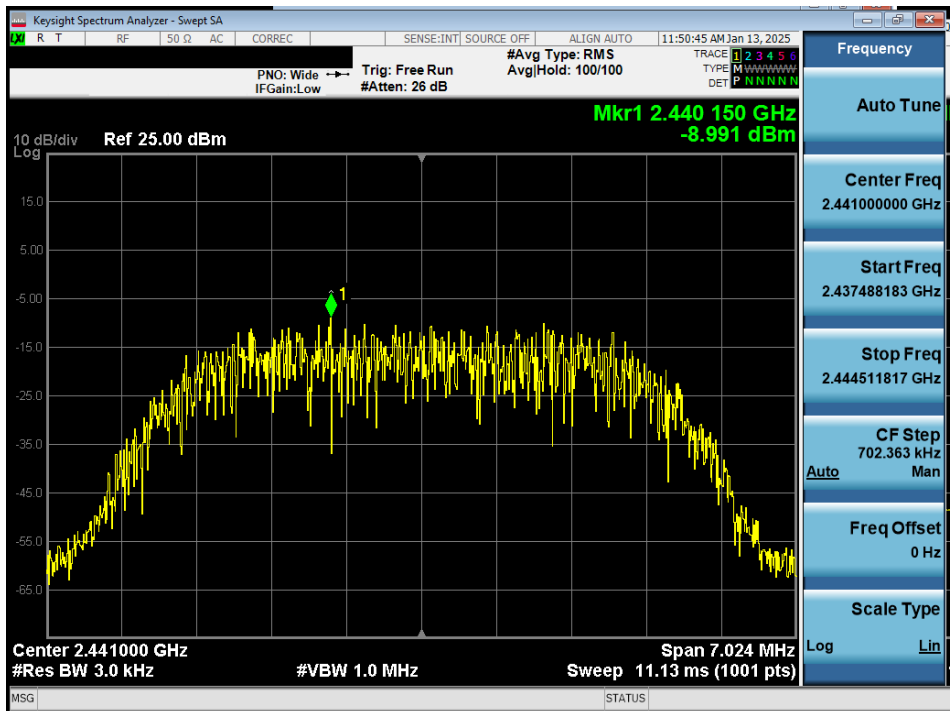 Keysight Spectrum Analyzer - Swept SA
LXI R T RF 50 Ω AC CORREC SENSE:INT SOURCE OFF ALIGN AUTO 11:50:45 AM Jan 13, 2025
PNO: Wide
IFGain:Low
Trig: Free Run
#Atten: 26 dB
#Avg Type: RMS
Avg|Hold: 100/100
TRACE 1 2 3 4 5 6
TYPE M W W W W W
DET P N N N N N
Mkr1 2.440 150 GHz
-8.991 dBm
10 dB/div Ref 25.00 dBm
Log
15.0
5.00
-5.00
-15.0
-25.0
-35.0
-45.0
-55.0
-65.0
1
Center 2.441000 GHz Span 7.024 MHz
#Res BW 3.0 kHz #VBW 1.0 MHz Sweep 11.13 ms (1001 pts)
MSG STATUS
Frequency
Auto Tune
Center Freq
2.441000000 GHz
Start Freq
2.437488183 GHz
Stop Freq
2.444511817 GHz
CF Step
702.363 kHz
Auto Man
Freq Offset
0 Hz
Scale Type
Log Lin